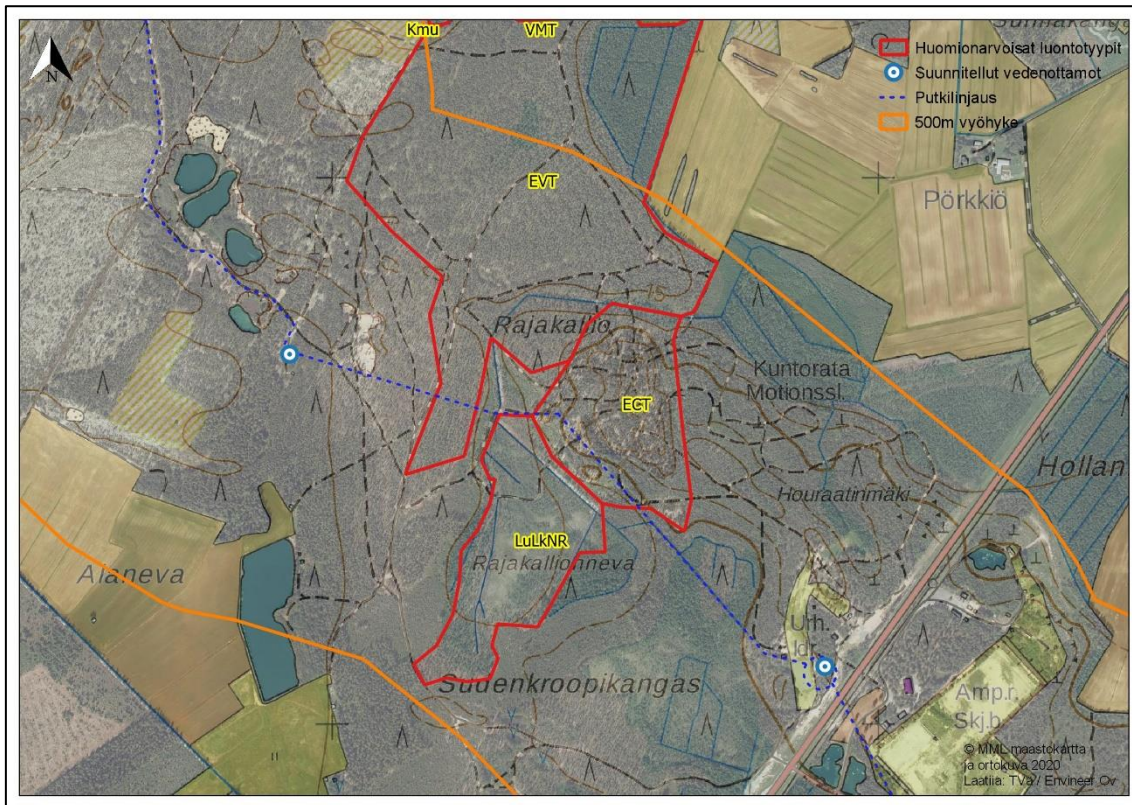 N
Kmu
VMT
Huomionarvoisat luontotyypit
Suunnitellut vedenottamot
Putkilinjaus
500m vyöhyke
EVT
Pörkkiö
Rajakallio
Kuntorata
Motionssl.
ECT
Hollan
Houraatinmäki
LuLkNR
Rajakallionneva
Alaneva
Urh.
Sudenkroopikangas
Amp.r.
Skjb.
© MML maastokartta
ja ortokuva 2020
Laatija: TVa / Envineer Oy